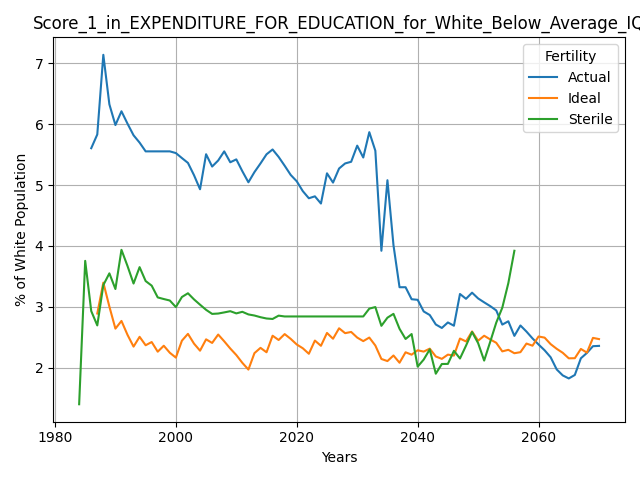 Score_1_in_EXPENDITURE_FOR_EDUCATION_for_White_Below_Average_IQ
Fertility
Actual
Ideal
Sterile
% of White Population
7
6
5
4
3
2
1980 2000 2020 2040 2060
Years